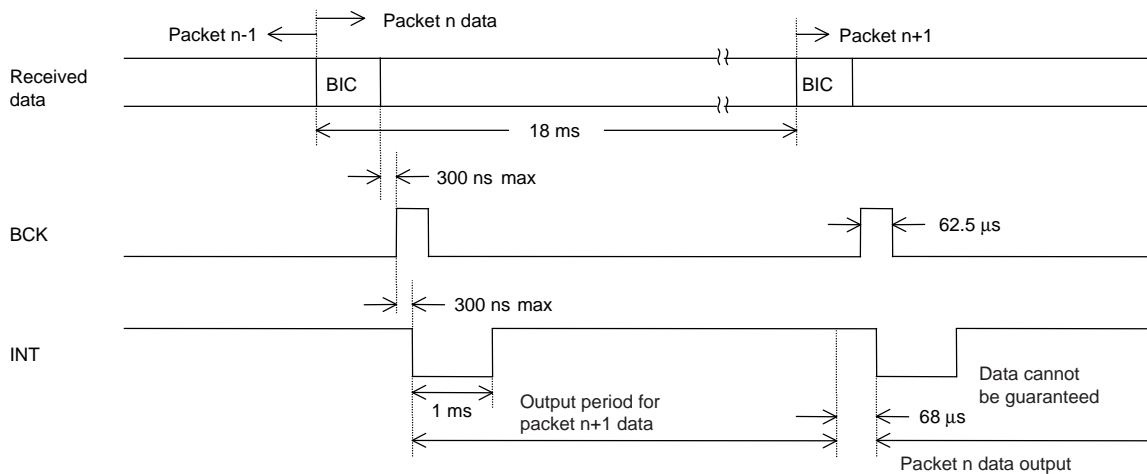 Packet n data
Packet n-1
Packet n+1
Received
data
BIC
BIC
18 ms
300 ns max
BCK
62.5 µs
300 ns max
INT
1 ms
Output period for
packet n+1 data
Data cannot
be guaranteed
68 µs
Packet n data output